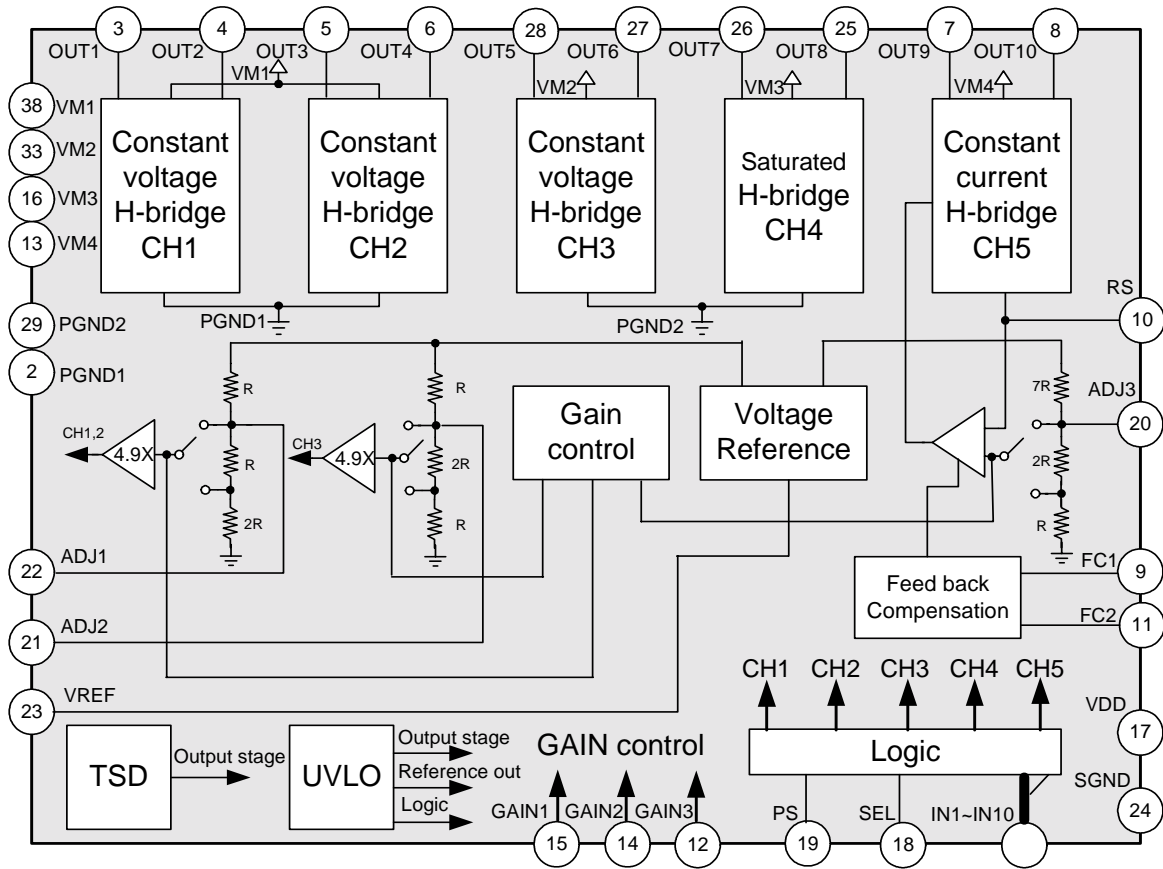 3 4 5 6 28 27 26 25 7 8
OUT1 OUT2 OUT3 OUT4 OUT5 OUT6 OUT7 OUT8 OUT9 OUT10
VM1 VM2 VM3 VM4
38 VM1
33 VM2
16 VM3
13 VM4
Constant voltage
H-bridge
CH1
Constant
voltage
H-bridge
CH2
Constant
voltage
H-bridge
CH3
Saturated
H-bridge
CH4
Constant
current
H-bridge
CH5
29 PGND2
2 PGND1
PGND1
PGND2
RS
10
R
R
2R
R
2R
R
7R
2R
R
CH1,2
4.9X
CH3
4.9X
Gain
control
Voltage
Reference
ADJ3
20
22 ADJ1
21 ADJ2
23 VREF
Feed back
Compensation
FC1
9
FC2
11
CH1 CH2 CH3 CH4 CH5
Logic
VDD
17
SGND
24
TSD
Output stage
UVLO
Output stage
Reference out
Logic
GAIN control
GAIN1 GAIN2 GAIN3
15 14 12
PS SEL IN1~IN10
19 18